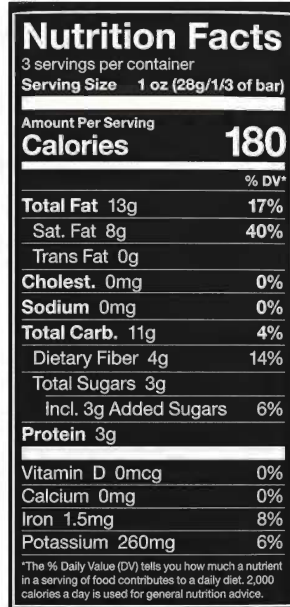 Nutrition Facts
3 servings per container
Serving Size 1 oz (28g/1/3 of bar)
Amount Per Serving
Calories 180
% DV*
Total Fat 13g 17%
Sat. Fat 8g 40%
Trans Fat 0g
Cholest. 0mg 0%
Sodium 0mg 0%
Total Carb. 11g 4%
Dietary Fiber 4g 14%
Total Sugars 3g
Incl. 3g Added Sugars 6%
Protein 3g
Vitamin D 0mcg 0%
Calcium 0mg 0%
Iron 1.5mg 8%
Potassium 260mg 6%
*The % Daily Value (DV) tells you how much a nutrient
in a serving of food contributes to a daily diet. 2,000
calories a day is used for general nutrition advice.